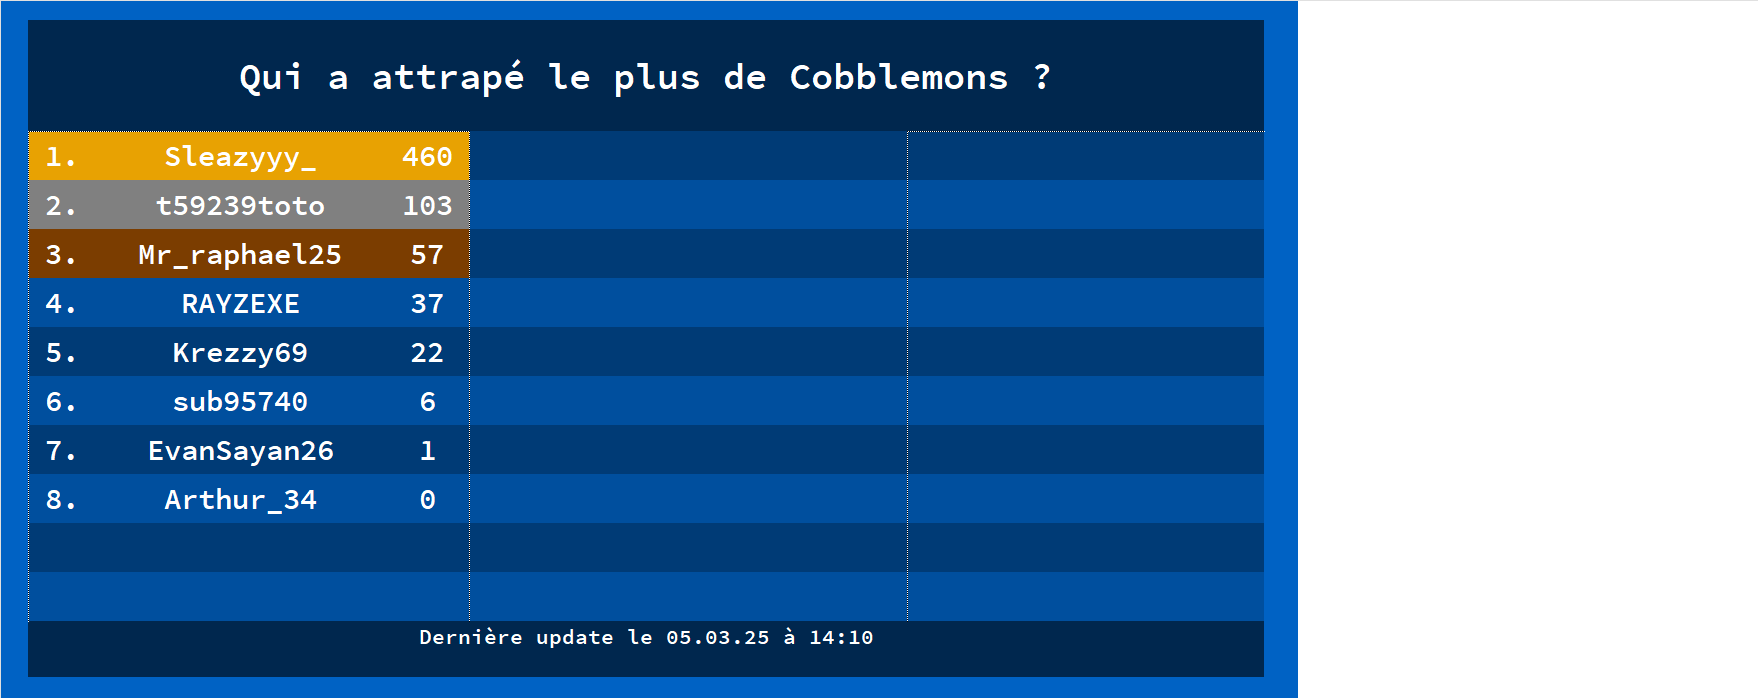 Qui a attrapé le plus de Cobblemons ?
1. Sleazyyy_ 460
2. t59239toto 103
3. Mr_raphael25 57
4. RAYZEXE 37
5. Krezzy69 22
6. sub95740 6
7. EvanSayan26 1
8. Arthur_34 0
Dernière update le 05.03.25 à 14:10